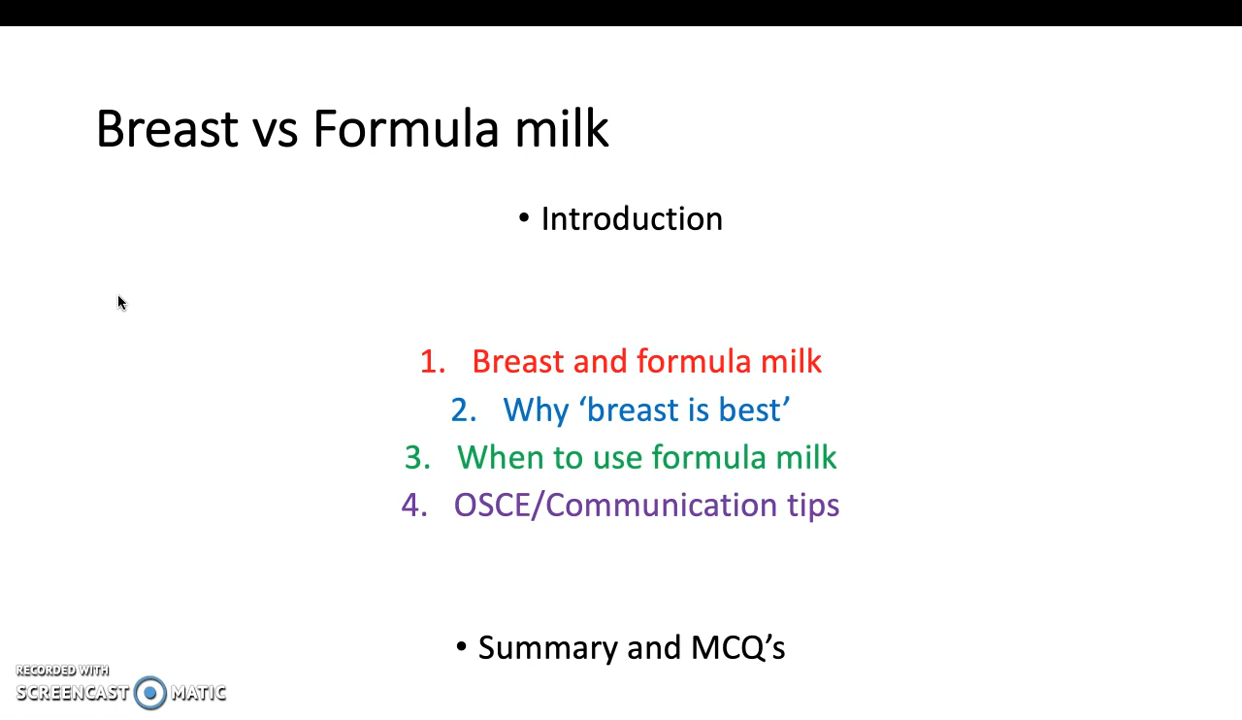 Breast vs Formula milk
• Introduction
1. Breast and formula milk
2. Why ‘breast is best’
3. When to use formula milk
4. OSCE/Communication tips
• Summary and MCQ’s
RECORDED WITH
SCREENCAST MATIC